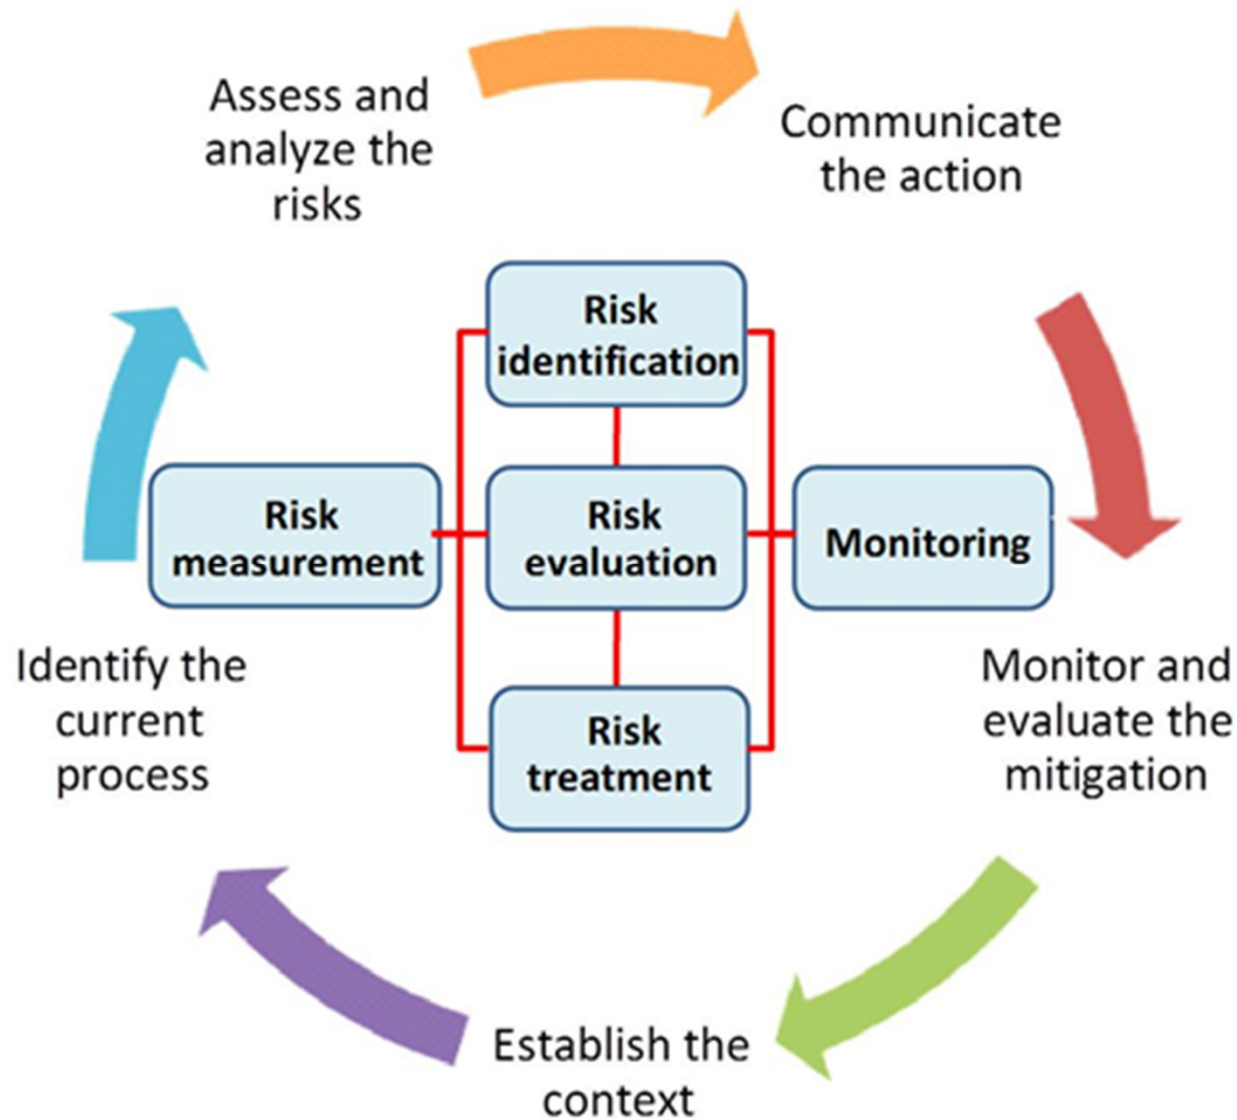 Assess and
analyze the
risks
Communicate
the action
Risk
identification
Risk
measurement
Risk
evaluation
Monitoring
Risk
treatment
Identify the
current
process
Monitor and
evaluate the
mitigation
Establish the
context